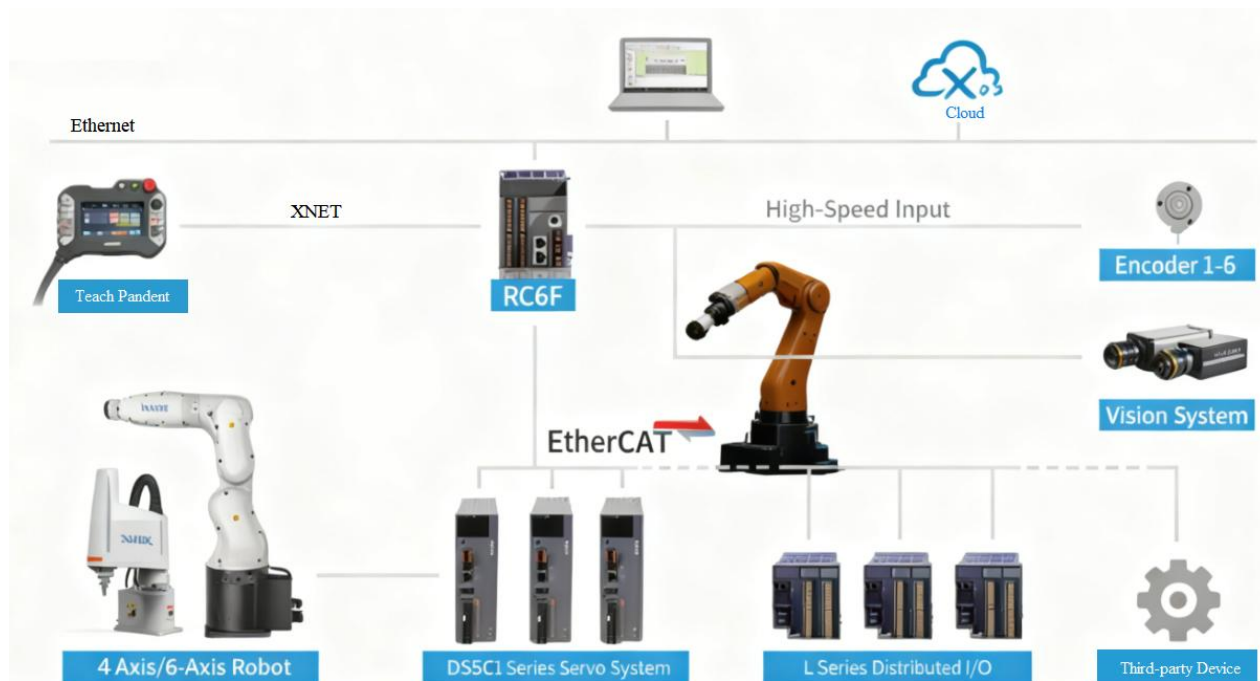 Cloud
Ethernet
XNET
High-Speed Input
Teach Pandent
RC6F
Encoder 1-6
Vision System
EtherCAT
4 Axis/6-Axis Robot
DS5C1 Series Servo System
L Series Distributed I/O
Third-party Device